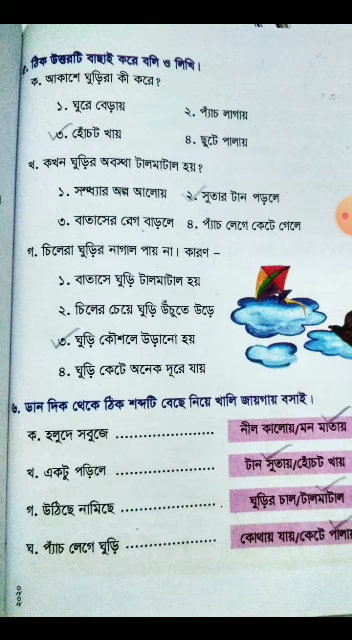 ৫. ঠিক উত্তরটি বাছাই করে বলি ও লিখি।
ক. আকাশে ঘুড়িরা কী করে?
১. ঘুরে বেড়ায় ২. প্যাঁচ লাগায়
৩. হোঁচট খায় ৪. ছুটে পালায়
খ. কখন ঘুড়ির অবস্থা টালমাটাল হয়?
১. সন্ধ্যার অল্প আলোয় ২. সুতার টান পড়লে
৩. বাতাসের বেগ বাড়লে ৪. প্যাঁচ লেগে কেটে গেলে
গ. চিলেরা ঘুড়ির নাগাল পায় না। কারণ –
১. বাতাসে ঘুড়ি টালমাটাল হয়
২. চিলের চেয়ে ঘুড়ি উঁচুতে উড়ে
৩. ঘুড়ি কৌশলে উড়ানো হয়
৪. ঘুড়ি কেটে অনেক দূরে যায়
৬. ডান দিক থেকে ঠিক শব্দটি বেছে নিয়ে খালি জায়গায় বসাই।
ক. হলুদে সবুজে .................... নীল কালোয়/মন মাতায়
খ. একটু পড়িলে .................... টান সুতায়/হোঁচট খায়
গ. উঠিছে নামিছে .................... ঘুড়ির চাল/টালমাটাল
ঘ. প্যাঁচ লেগে ঘুড়ি .................... কোথায় যায়/কেটে পালায়
২০২০